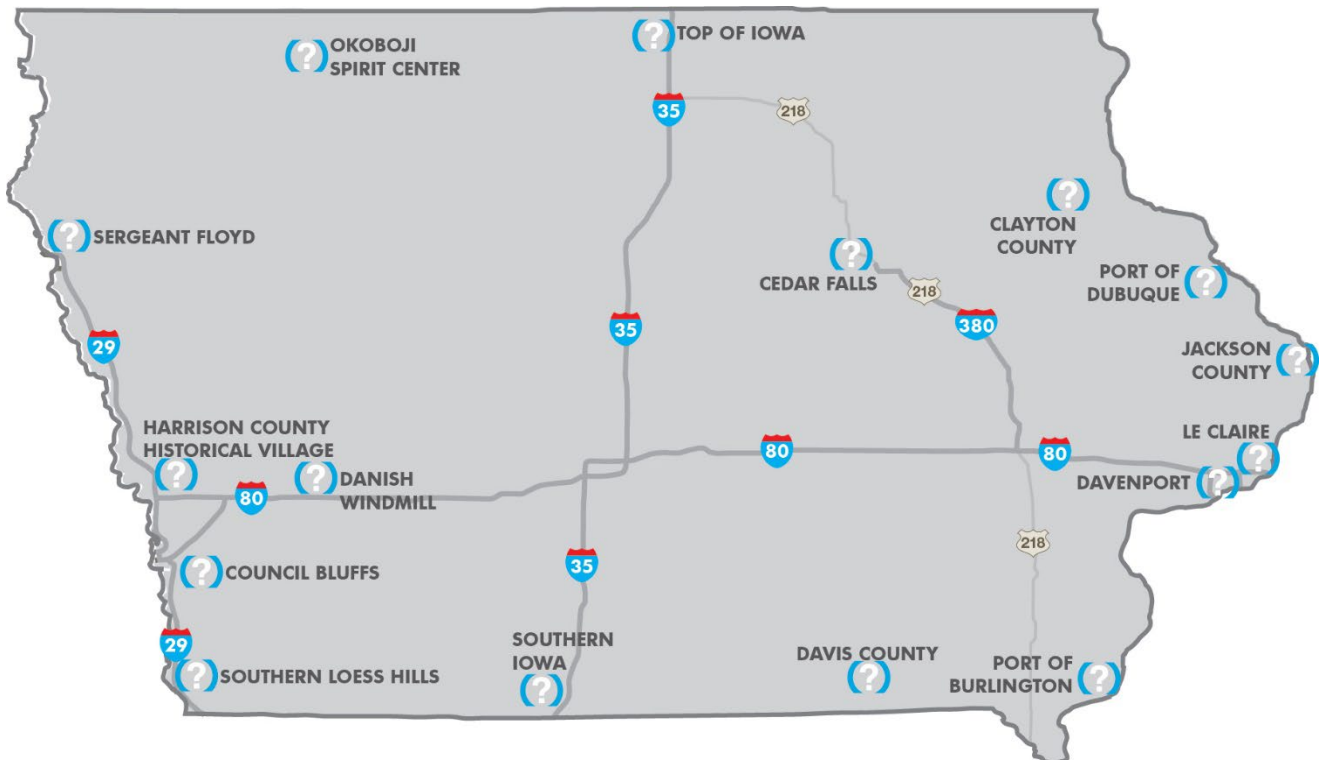 ?
OKOBOJI
SPIRIT CENTER
?
TOP OF IOWA
35
218
?
CLAYTON
COUNTY
?
SERGEANT FLOYD
?
CEDAR FALLS
PORT OF
DUBUQUE
?
218
29
35
380
JACKSON
COUNTY
?
HARRISON COUNTY
HISTORICAL VILLAGE
?
?
DANISH
WINDMILL
80
80
80
LE CLAIRE
?
DAVENPORT
?
?
COUNCIL BLUFFS
35
218
29
?
SOUTHERN LOESS HILLS
SOUTHERN
IOWA
?
DAVIS COUNTY
?
PORT OF
BURLINGTON
?